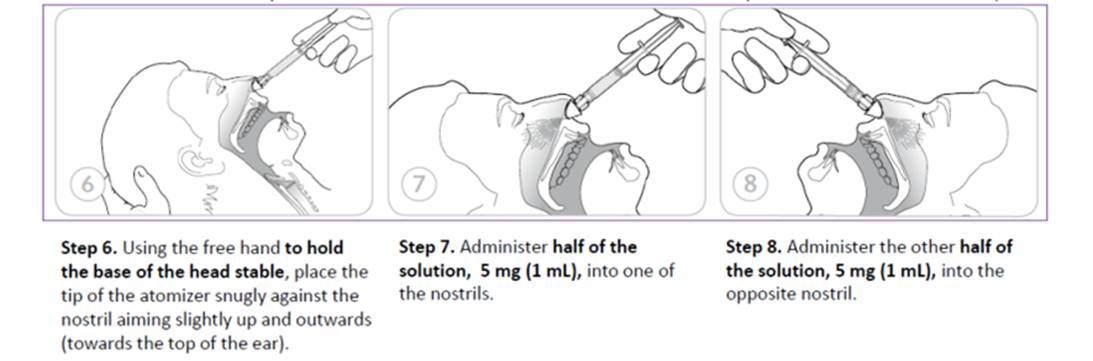 6
7
8
Step 6. Using the free hand to hold
the base of the head stable, place the
tip of the atomizer snugly against the
nostril aiming slightly up and outwards
(towards the top of the ear).
Step 7. Administer half of the
solution, 5 mg (1 mL), into one of
the nostrils.
Step 8. Administer the other half of
the solution, 5 mg (1 mL), into the
opposite nostril.